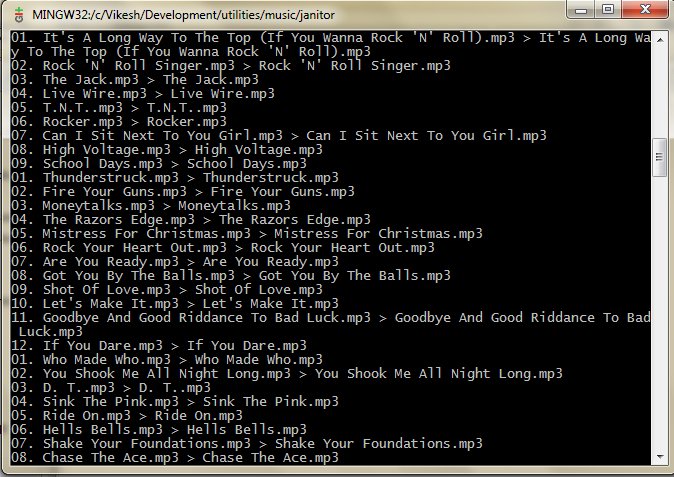 MINGW32:/c/Vikesh/Development/utilities/music/janitor
01. It's A Long Way To The Top (If You Wanna Rock 'N' Roll).mp3 > It's A Long Wa
y To The Top (If You Wanna Rock 'N' Roll).mp3
02. Rock 'N' Roll Singer.mp3 > Rock 'N' Roll Singer.mp3
03. The Jack.mp3 > The Jack.mp3
04. Live Wire.mp3 > Live Wire.mp3
05. T.N.T..mp3 > T.N.T..mp3
06. Rocker.mp3 > Rocker.mp3
07. Can I Sit Next To You Girl.mp3 > Can I Sit Next To You Girl.mp3
08. High Voltage.mp3 > High Voltage.mp3
09. School Days.mp3 > School Days.mp3
01. Thunderstruck.mp3 > Thunderstruck.mp3
02. Fire Your Guns.mp3 > Fire Your Guns.mp3
03. Moneytalks.mp3 > Moneytalks.mp3
04. The Razors Edge.mp3 > The Razors Edge.mp3
05. Mistress For Christmas.mp3 > Mistress For Christmas.mp3
06. Rock Your Heart Out.mp3 > Rock Your Heart Out.mp3
07. Are You Ready.mp3 > Are You Ready.mp3
08. Got You By The Balls.mp3 > Got You By The Balls.mp3
09. Shot Of Love.mp3 > Shot Of Love.mp3
10. Let's Make It.mp3 > Let's Make It.mp3
11. Goodbye And Good Riddance To Bad Luck.mp3 > Goodbye And Good Riddance To Bad
 Luck.mp3
12. If You Dare.mp3 > If You Dare.mp3
01. Who Made Who.mp3 > Who Made Who.mp3
02. You Shook Me All Night Long.mp3 > You Shook Me All Night Long.mp3
03. D. T..mp3 > D. T..mp3
04. Sink The Pink.mp3 > Sink The Pink.mp3
05. Ride On.mp3 > Ride On.mp3
06. Hells Bells.mp3 > Hells Bells.mp3
07. Shake Your Foundations.mp3 > Shake Your Foundations.mp3
08. Chase The Ace.mp3 > Chase The Ace.mp3